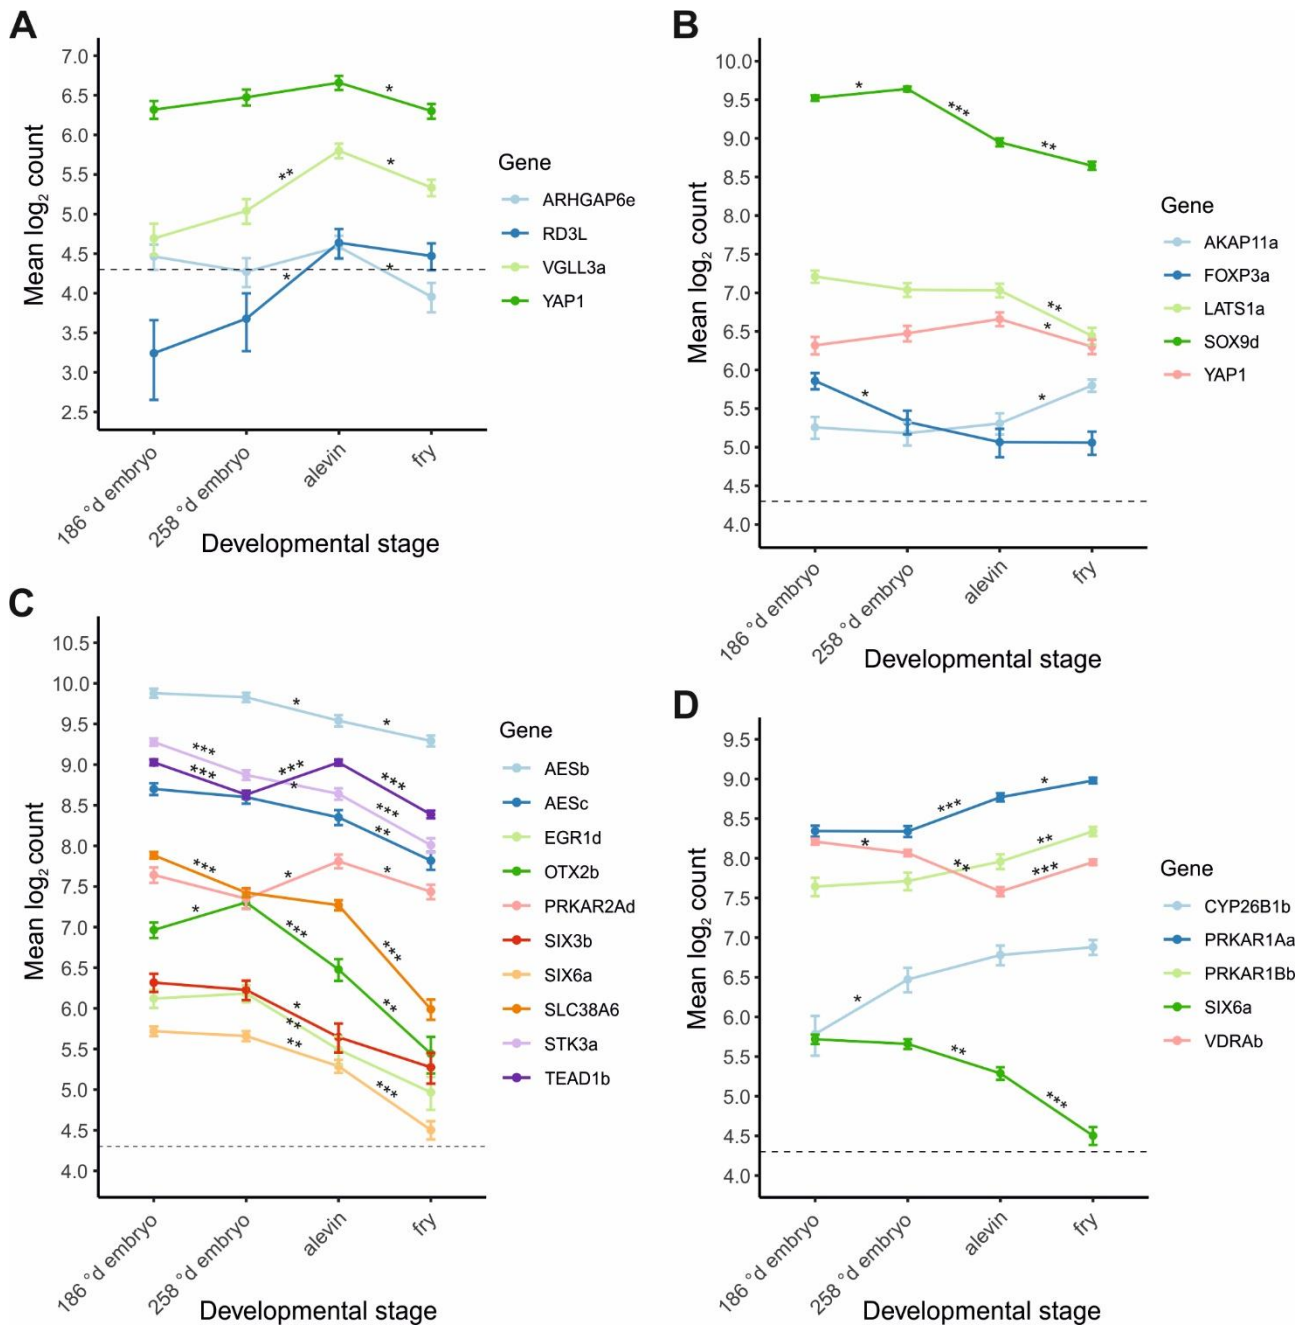 A
Mean log2 count
7.0
6.5
6.0
5.5
5.0
4.5
4.0
3.5
3.0
2.5
*
** *
* *
186 °d embryo
258 °d embryo
alevin
fry
Developmental stage
Gene
ARHGAP6e
RD3L
VGLL3a
YAP1
B
Mean log2 count
10.0
9.5
9.0
8.5
8.0
7.5
7.0
6.5
6.0
5.5
5.0
4.5
4.0
* *** **
**
*
* *
186 °d embryo
258 °d embryo
alevin
fry
Developmental stage
Gene
AKAP11a
FOXP3a
LATS1a
SOX9d
YAP1
C
Mean log2 count
10.5
10.0
9.5
9.0
8.5
8.0
7.5
7.0
6.5
6.0
5.5
5.0
4.5
4.0
* *
*** *** ***
*** * ***
**
*** * *
* *** ***
**
*
**
** ***
186 °d embryo
258 °d embryo
alevin
fry
Developmental stage
Gene
AESb
AESc
EGR1d
OTX2b
PRKAR2Ad
SIX3b
SIX6a
SLC38A6
STK3a
TEAD1b
D
Mean log2 count
9.5
9.0
8.5
8.0
7.5
7.0
6.5
6.0
5.5
5.0
4.5
4.0
*** *
* ** **
***
*
** ***
186 °d embryo
258 °d embryo
alevin
fry
Developmental stage
Gene
CYP26B1b
PRKAR1Aa
PRKAR1Bb
SIX6a
VDRAb